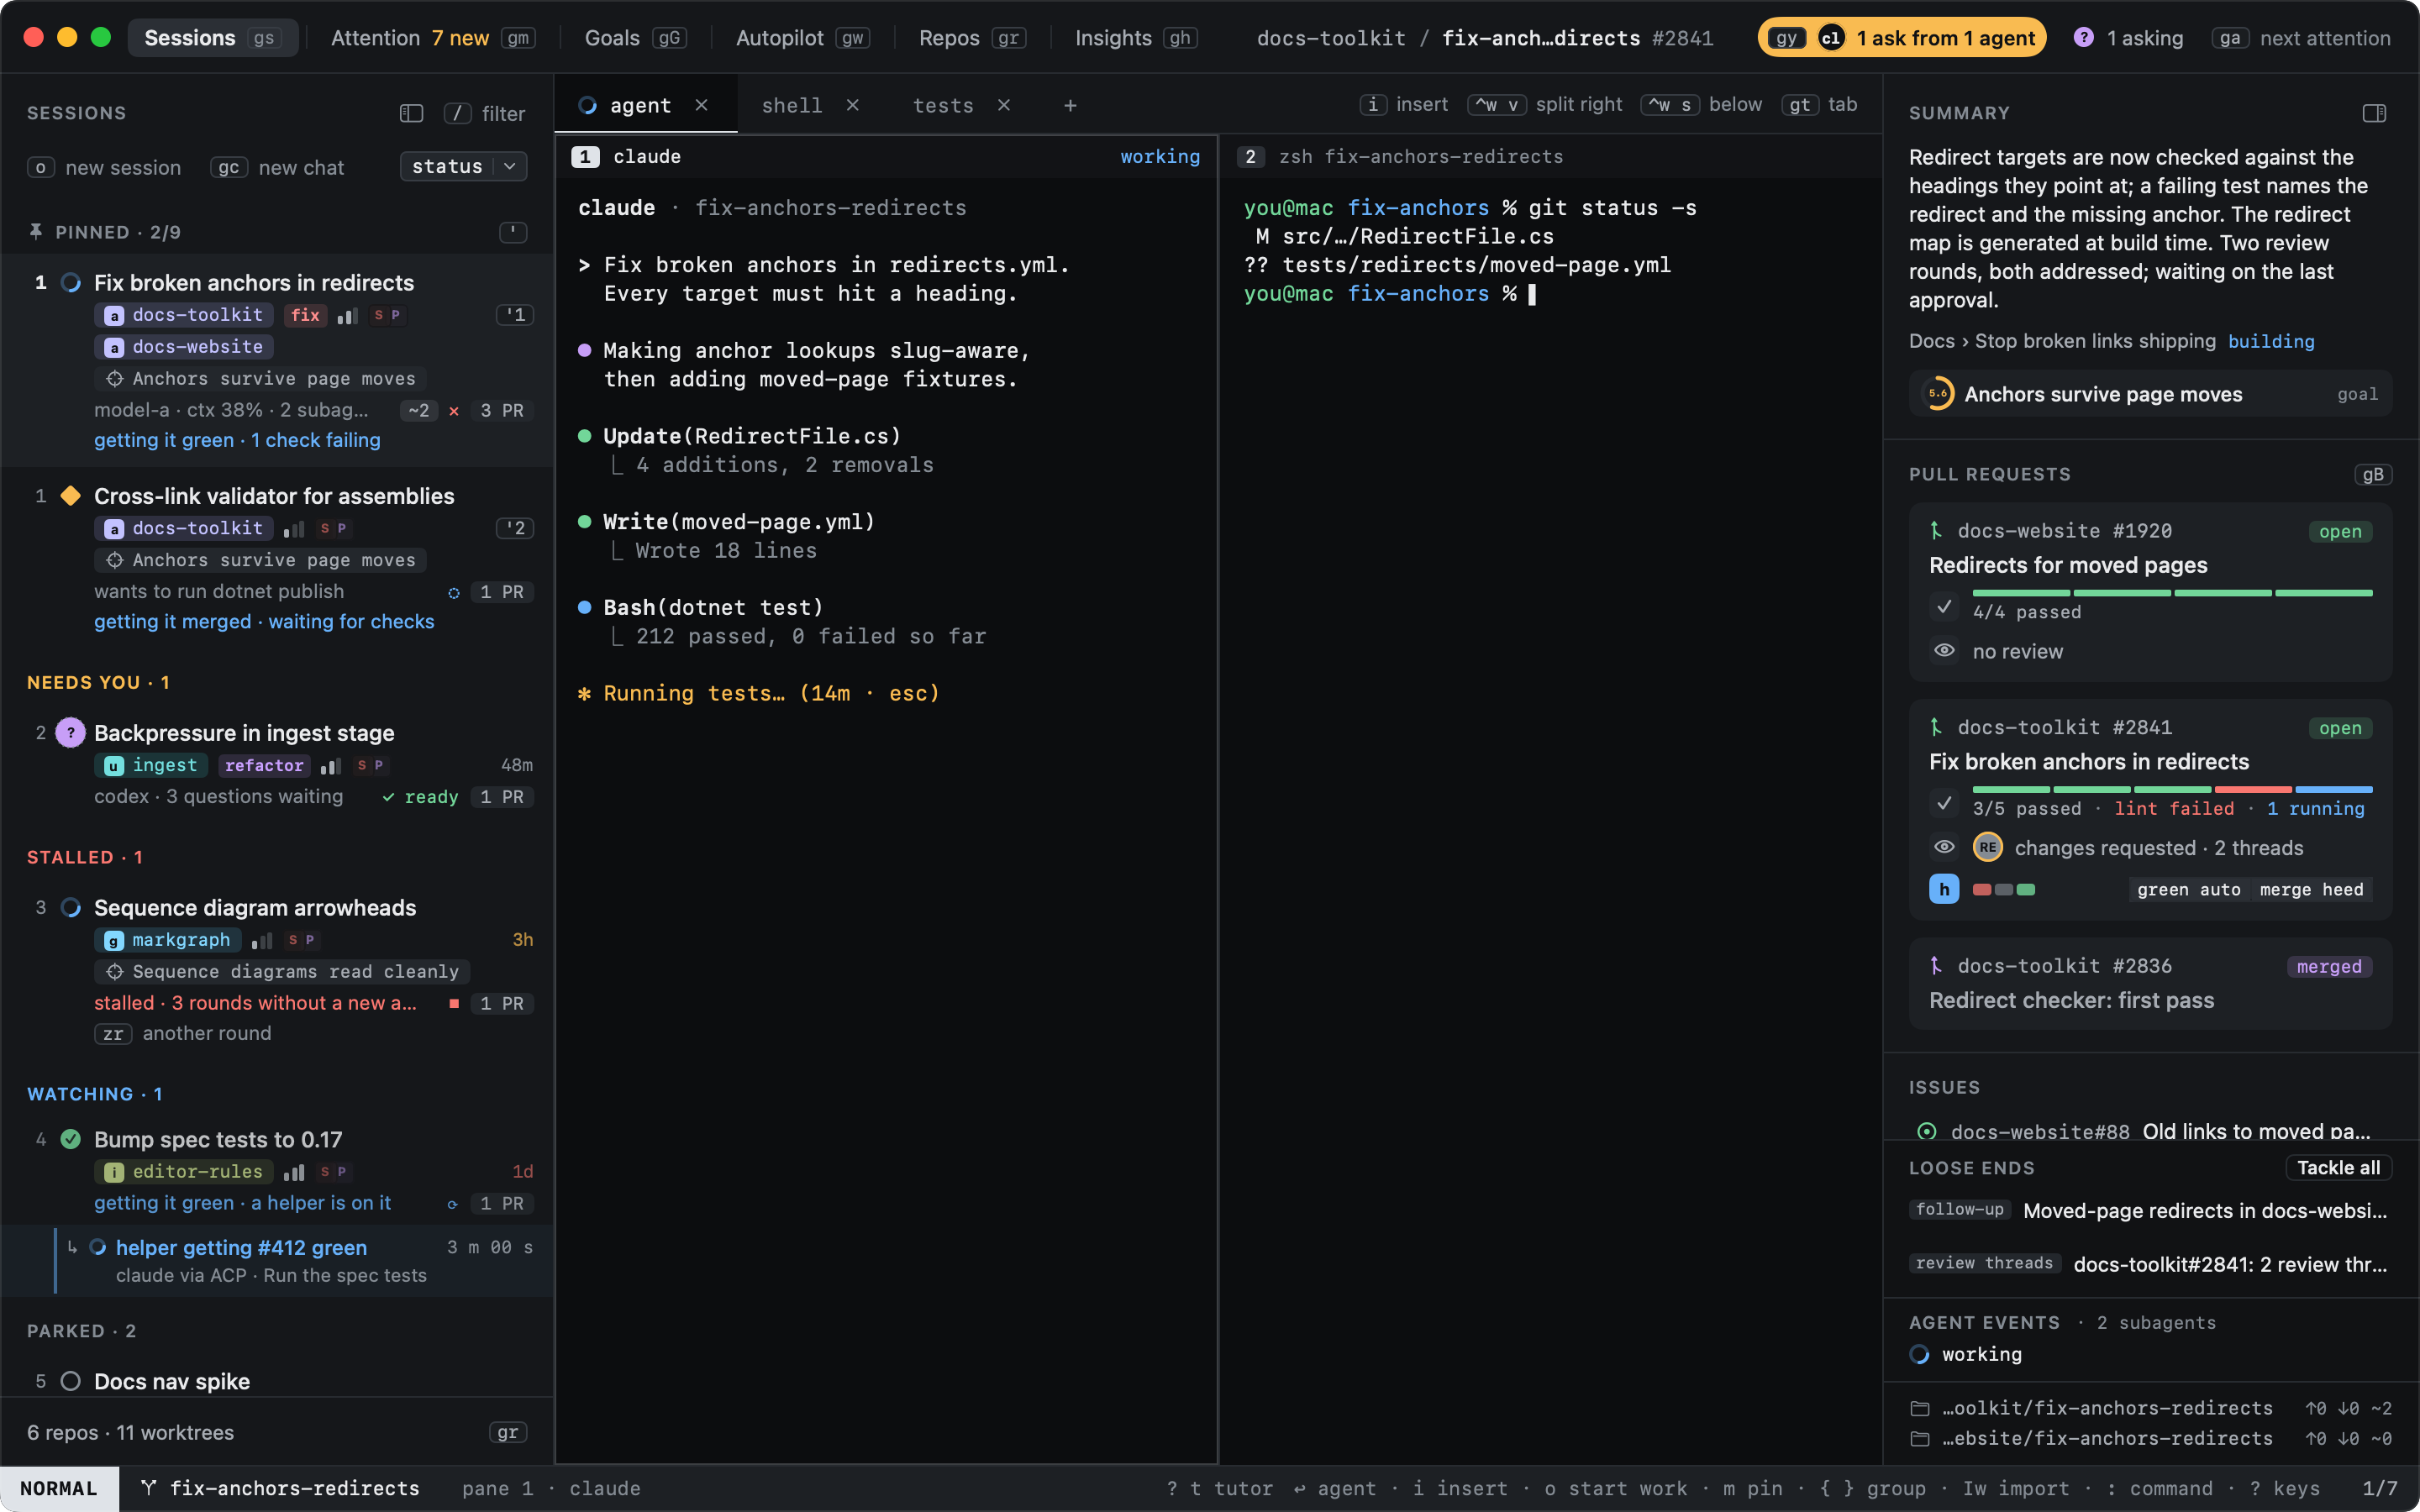 Sessions gs Attention 7 new gm Goals gG Autopilot gw Repos gr Insights gh docs-toolkit / fix-anch…directs #2841 gy cl 1 ask from 1 agent ? 1 asking ga next attention
SESSIONS / filter
o new session gc new chat status
PINNED · 2/9 '
1 Fix broken anchors in redirects
a docs-toolkit fix S P '1
a docs-website
Anchors survive page moves
model-a · ctx 38% · 2 subag… ~2 × 3 PR
getting it green · 1 check failing
1 Cross-link validator for assemblies
a docs-toolkit S P '2
Anchors survive page moves
wants to run dotnet publish 1 PR
getting it merged · waiting for checks
NEEDS YOU · 1
2 ? Backpressure in ingest stage
u ingest refactor S P 48m
codex · 3 questions waiting ✓ ready 1 PR
STALLED · 1
3 Sequence diagram arrowheads
g markgraph S P 3h
Sequence diagrams read cleanly
stalled · 3 rounds without a new a… 1 PR
zr another round
WATCHING · 1
4 Bump spec tests to 0.17
i editor-rules S P 1d
getting it green · a helper is on it 1 PR
↳ helper getting #412 green 3 m 00 s
claude via ACP · Run the spec tests
PARKED · 2
5 Docs nav spike
6 repos · 11 worktrees gr
agent × shell × tests × + i insert ^w v split right ^w s below gt tab
1 claude working
claude · fix-anchors-redirects
> Fix broken anchors in redirects.yml.
Every target must hit a heading.
Making anchor lookups slug-aware,
then adding moved-page fixtures.
Update(RedirectFile.cs)
⎿ 4 additions, 2 removals
Write(moved-page.yml)
⎿ Wrote 18 lines
Bash(dotnet test)
⎿ 212 passed, 0 failed so far
✻ Running tests… (14m · esc)
2 zsh fix-anchors-redirects
you@mac fix-anchors % git status -s
M src/…/RedirectFile.cs
?? tests/redirects/moved-page.yml
you@mac fix-anchors %
SUMMARY
Redirect targets are now checked against the
headings they point at; a failing test names the
redirect and the missing anchor. The redirect
map is generated at build time. Two review
rounds, both addressed; waiting on the last
approval.
Docs › Stop broken links shipping building
5.6 Anchors survive page moves goal
PULL REQUESTS gB
docs-website #1920 open
Redirects for moved pages
4/4 passed
no review
docs-toolkit #2841 open
Fix broken anchors in redirects
3/5 passed · lint failed · 1 running
RE changes requested · 2 threads
h green auto merge heed
docs-toolkit #2836 merged
Redirect checker: first pass
ISSUES
docs-website#88 Old links to moved pa…
LOOSE ENDS Tackle all
follow-up Moved-page redirects in docs-websi…
review threads docs-toolkit#2841: 2 review thr…
AGENT EVENTS · 2 subagents
working
…oolkit/fix-anchors-redirects ↑0 ↓0 ~2
…ebsite/fix-anchors-redirects ↑0 ↓0 ~0
NORMAL fix-anchors-redirects pane 1 · claude ? t tutor ↩ agent · i insert · o start work · m pin · { } group · Iw import · : command · ? keys 1/7